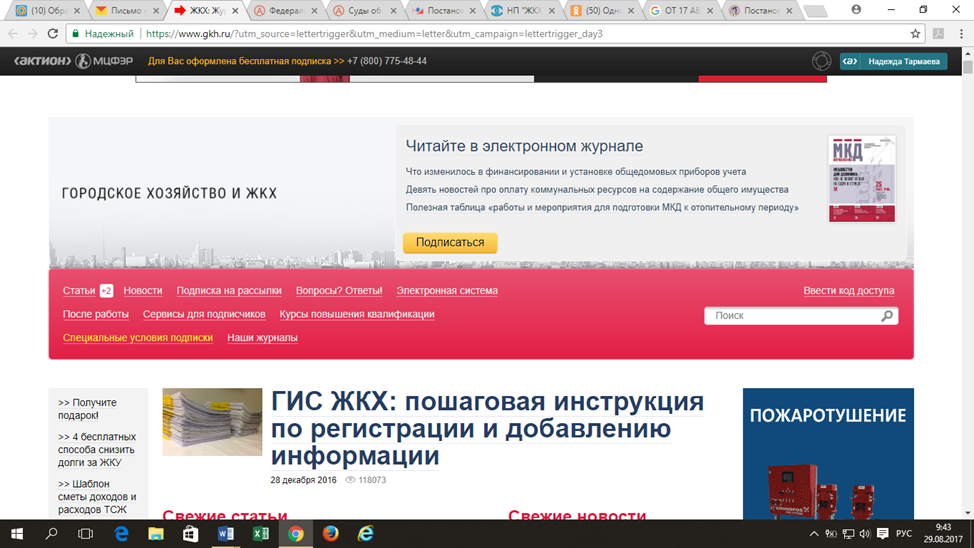 (10) Обра
Письмо
ЖКХ: Жур
Федерал
Суды об
Постано
НП "ЖК
(50) Одно
ОТ 17 АВ
Постано
Надежный | https://www.gkh.ru/?utm_source=lettertrigger&utm_medium=letter&utm_campaign=lettertrigger_day3
<актион> МЦФЭР Для Вас оформлена бесплатная подписка >> +7 (800) 775-48-44
Надежда Тармаева
ГОРОДСКОЕ ХОЗЯЙСТВО И ЖКХ
Читайте в электронном журнале
Что изменилось в финансировании и установке общедомовых приборов учета
Девять новостей про оплату коммунальных ресурсов на содержание общего имущества
Полезная таблица «работы и мероприятия для подготовки МКД к отопительному периоду»
Подписаться
МКД
Статьи +2 Новости Подписка на рассылки Вопросы? Ответы! Электронная система Ввести код доступа
После работы Сервисы для подписчиков Курсы повышения квалификации Поиск
Специальные условия подписки Наши журналы
>> Получите
подарок!
>> 4 бесплатных
способа снизить
долги за ЖКУ
>> Шаблон
сметы доходов и
расходов ТСЖ
ГИС ЖКХ: пошаговая инструкция
по регистрации и добавлению
информации
28 декабря 2016 118073
Свежие статьи
Свежие новости
ПОЖАРОТУШЕНИЕ
GRUNDFOS
РУС
9:43
29.08.2017